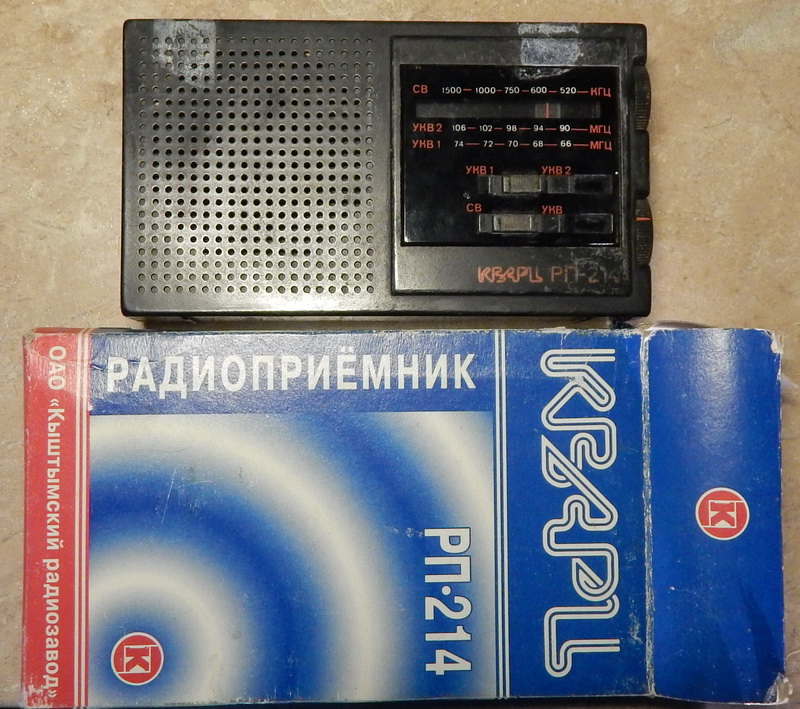 СВ 1500 — 1000 — 750 — 600 — 520 — КГЦ
УКВ 2 106 — 102 — 98 — 94 — 90 — МГЦ
УКВ 1 74 — 72 — 70 — 68 — 66 — МГЦ
УКВ 1 УКВ 2
СВ УКВ
КВАРЦ РП-214
РАДИОПРИЁМНИК
КВАРЦ
РП·214
ОАО «Кыштымский радиозавод»
К
К